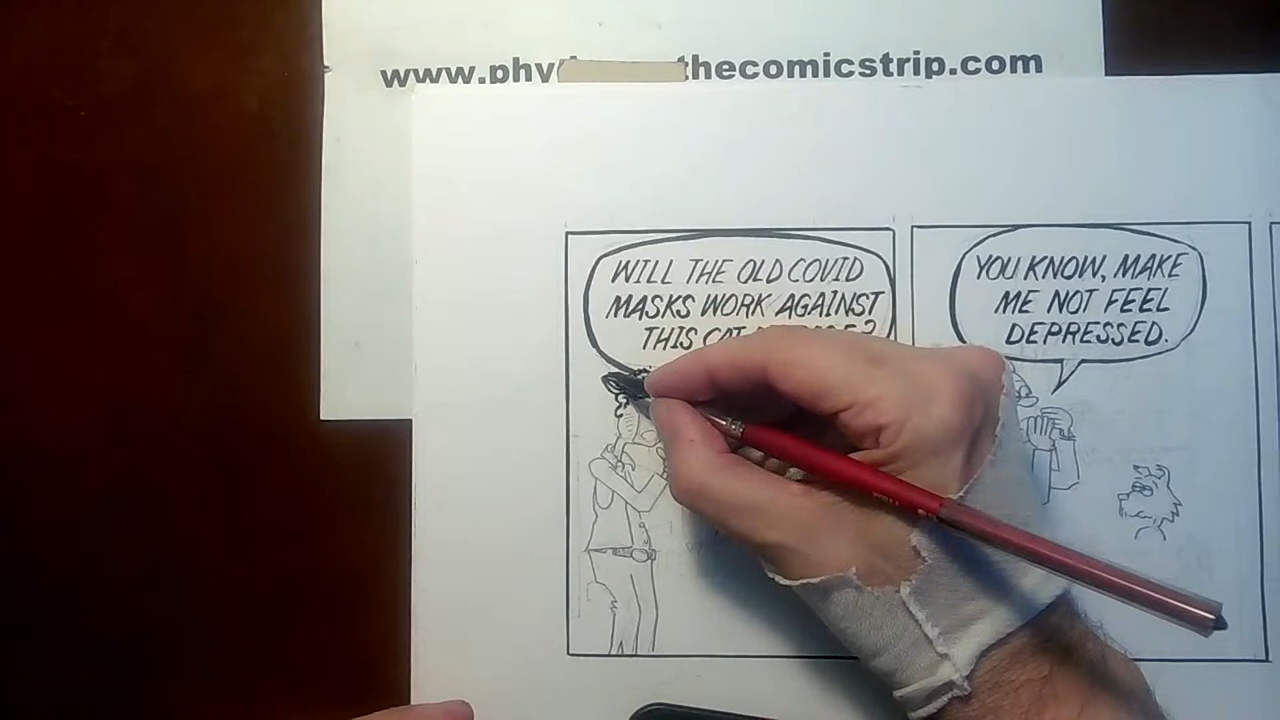 www.phy thecomicstrip.com
WILL THE OLD COVID
MASKS WORK AGAINST
THIS CAT
YOU KNOW, MAKE
ME NOT FEEL
DEPRESSED.